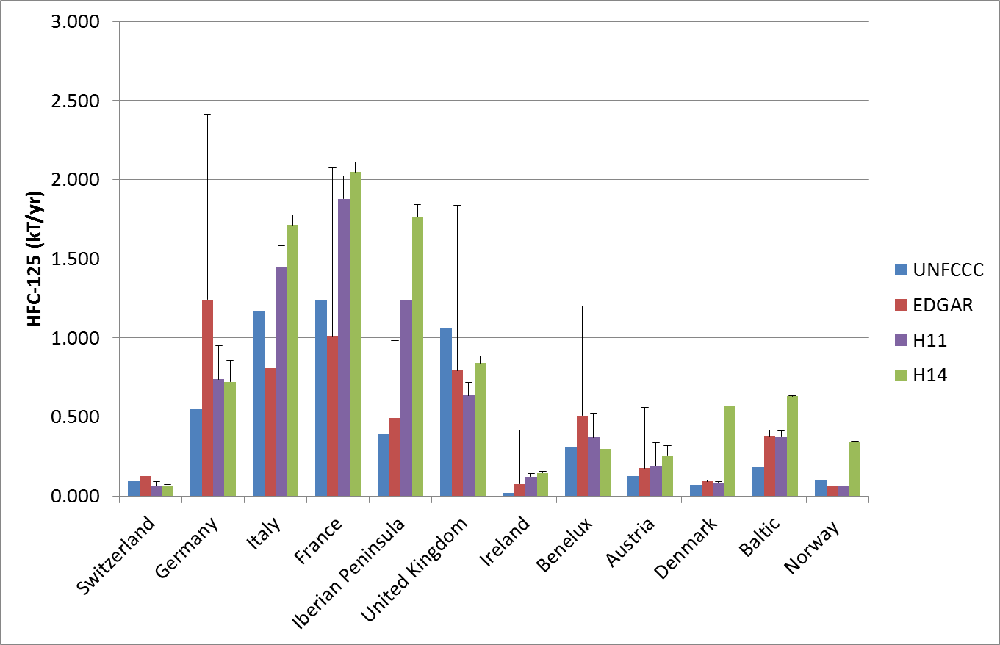 3.000
2.500
2.000
1.500
1.000
0.500
0.000
HFC-125 (kT/yr)
Switzerland
Germany
Italy
France
Iberian Peninsula
United Kingdom
Ireland
Benelux
Austria
Denmark
Baltic
Norway
UNFCCC
EDGAR
H11
H14